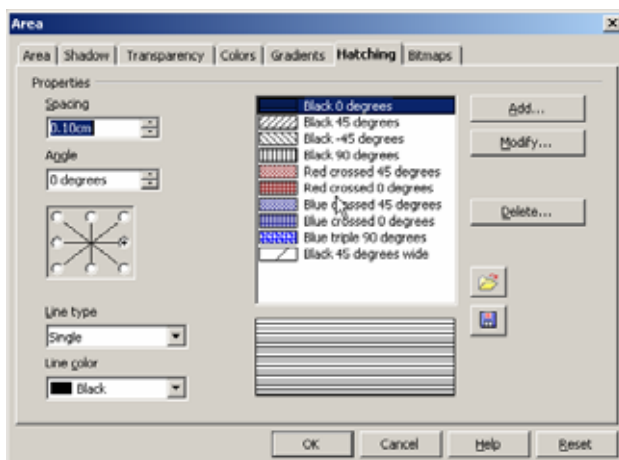 Area
Area Shadow Transparency Colors Gradients Hatching Bitmaps
Properties
Spacing
0.10cm
Angle
0 degrees
Line type
Single
Line color
Black
Black 0 degrees
Black 45 degrees
Black -45 degrees
Black 90 degrees
Red crossed 45 degrees
Red crossed 0 degrees
Blue crossed 45 degrees
Blue crossed 0 degrees
Blue triple 90 degrees
Black 45 degrees wide
Add...
Modify...
Delete...
OK Cancel Help Reset